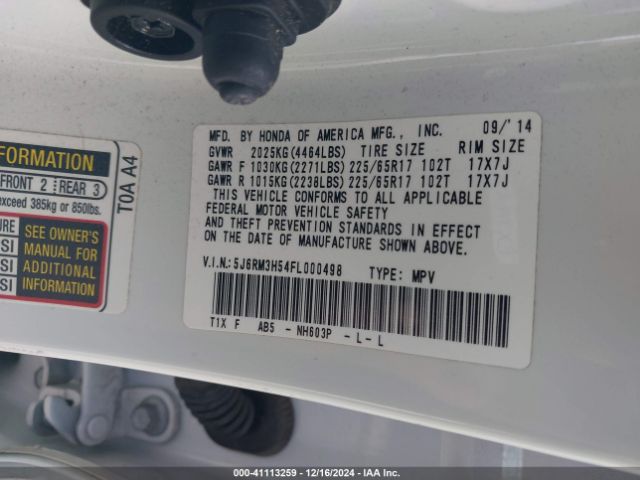 MFD. BY HONDA OF AMERICA MFG., INC. 09/'14
GVWR 2025KG(4464LBS) TIRE SIZE RIM SIZE
GAWR F 1030KG(2271LBS) 225/65R17 102T 17X7J
GAWR R 1015KG(2238LBS) 225/65R17 102T 17X7J
THIS VEHICLE CONFORMS TO ALL APPLICABLE
FEDERAL MOTOR VEHICLE SAFETY
AND THEFT PREVENTION STANDARDS IN EFFECT
ON THE DATE OF MANUFACTURE SHOWN ABOVE.
V.I.N.: 5J6RM3H54FL000498 TYPE: MPV
T1X F AB5 - NH603P - L - L
FORMATION
FRONT 2 REAR 3
exceed 385kg or 850lbs.
T0A A4
SEE OWNER'S
MANUAL FOR
ADDITIONAL
INFORMATION
000-41113259 - 12/16/2024 - IAA Inc.